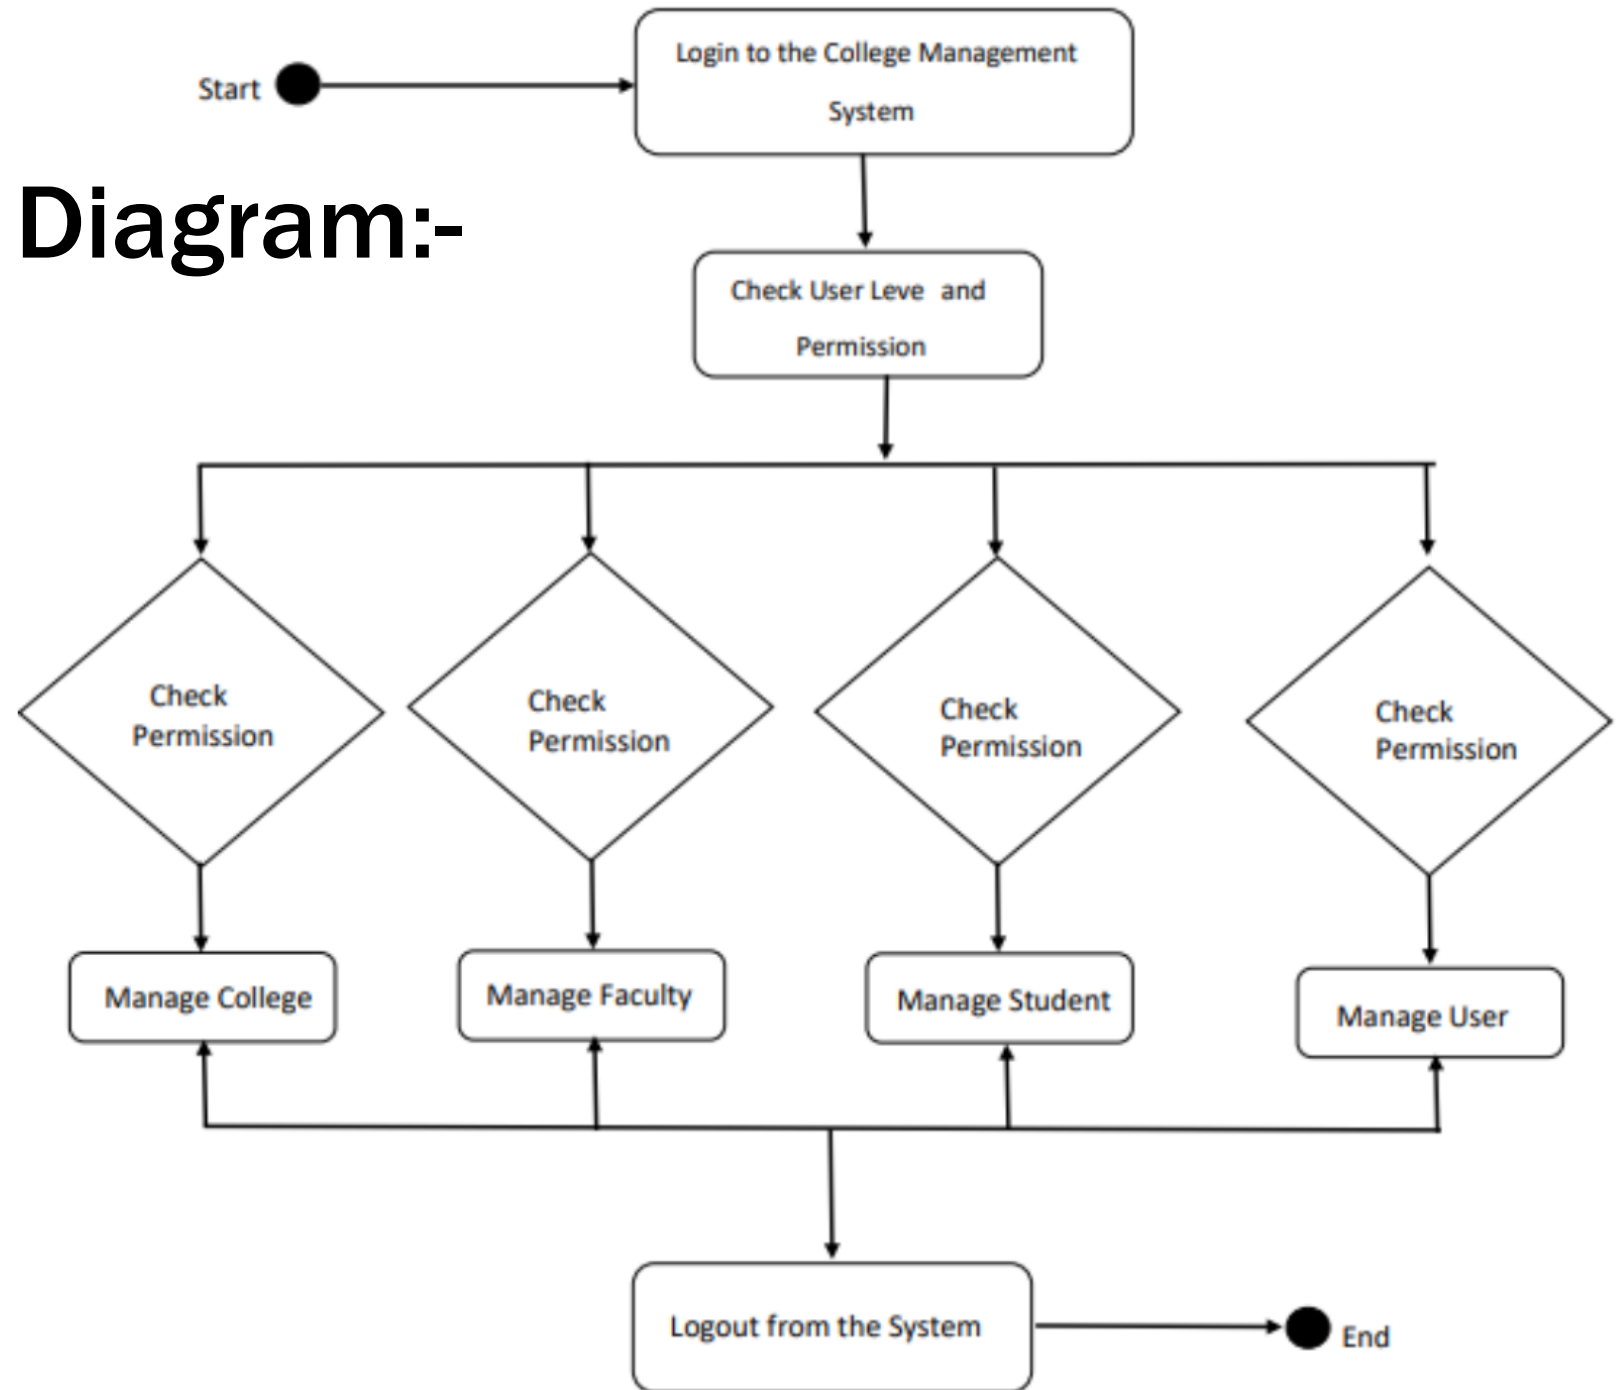 Start
Login to the College Management
System
Diagram:-
Check User Leve and
Permission
Check
Permission
Check
Permission
Check
Permission
Check
Permission
Manage College
Manage Faculty
Manage Student
Manage User
Logout from the System
End